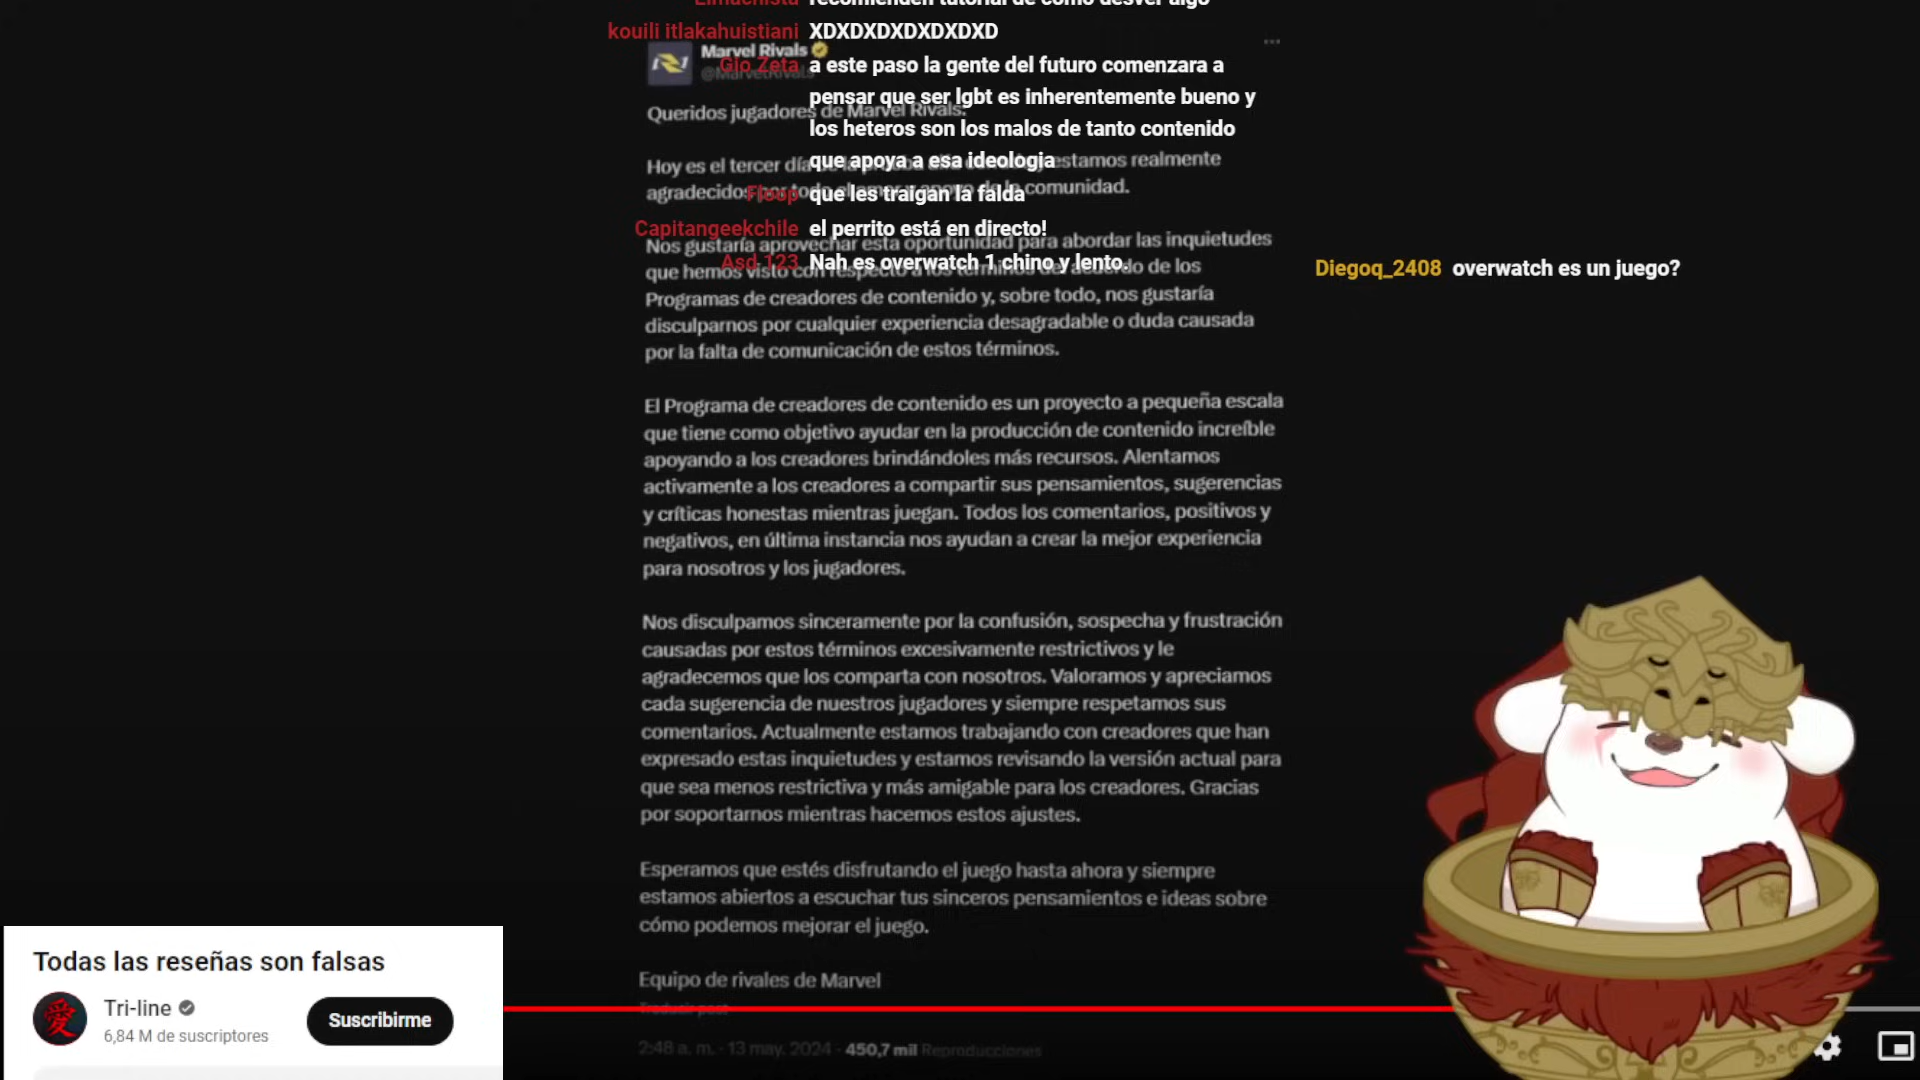 Elmachista recomienden tutorial de como desver algo
kouili itlakahuistiani XDXDXDXDXDXDXD
Marvel Rivals
@MarvelRivals
Gio Zeta a este paso la gente del futuro comenzara a
pensar que ser lgbt es inherentemente bueno y
los heteros son los malos de tanto contenido
que apoya a esa ideologia
Floop que les traigan la falda
Capitangeekchile el perrito está en directo!
Asd 123 Nah es overwatch 1 chino y lento.
Diegoq_2408 overwatch es un juego?
Queridos jugadores de Marvel Rivals:
Hoy es el tercer día estamos realmente
agradecidos por todo el amor y apoyo de la comunidad.
Nos gustaría aprovechar esta oportunidad para abordar las inquietudes
que hemos visto con respecto a los términos del acuerdo de los
Programas de creadores de contenido y, sobre todo, nos gustaría
disculparnos por cualquier experiencia desagradable o duda causada
por la falta de comunicación de estos términos.
El Programa de creadores de contenido es un proyecto a pequeña escala
que tiene como objetivo ayudar en la producción de contenido increíble
apoyando a los creadores brindándoles más recursos. Alentamos
activamente a los creadores a compartir sus pensamientos, sugerencias
y críticas honestas mientras juegan. Todos los comentarios, positivos y
negativos, en última instancia nos ayudan a crear la mejor experiencia
para nosotros y los jugadores.
Nos disculpamos sinceramente por la confusión, sospecha y frustración
causadas por estos términos excesivamente restrictivos y le
agradecemos que los comparta con nosotros. Valoramos y apreciamos
cada sugerencia de nuestros jugadores y siempre respetamos sus
comentarios. Actualmente estamos trabajando con creadores que han
expresado estas inquietudes y estamos revisando la versión actual para
que sea menos restrictiva y más amigable para los creadores. Gracias
por soportarnos mientras hacemos estos ajustes.
Esperamos que estés disfrutando el juego hasta ahora y siempre
estamos abiertos a escuchar tus sinceros pensamientos e ideas sobre
cómo podemos mejorar el juego.
Equipo de rivales de Marvel
Traducir post
2:48 a. m. · 13 may. 2024 · 450,7 mil Reproducciones
Todas las reseñas son falsas
愛
Tri-line
6,84 M de suscriptores
Suscribirme